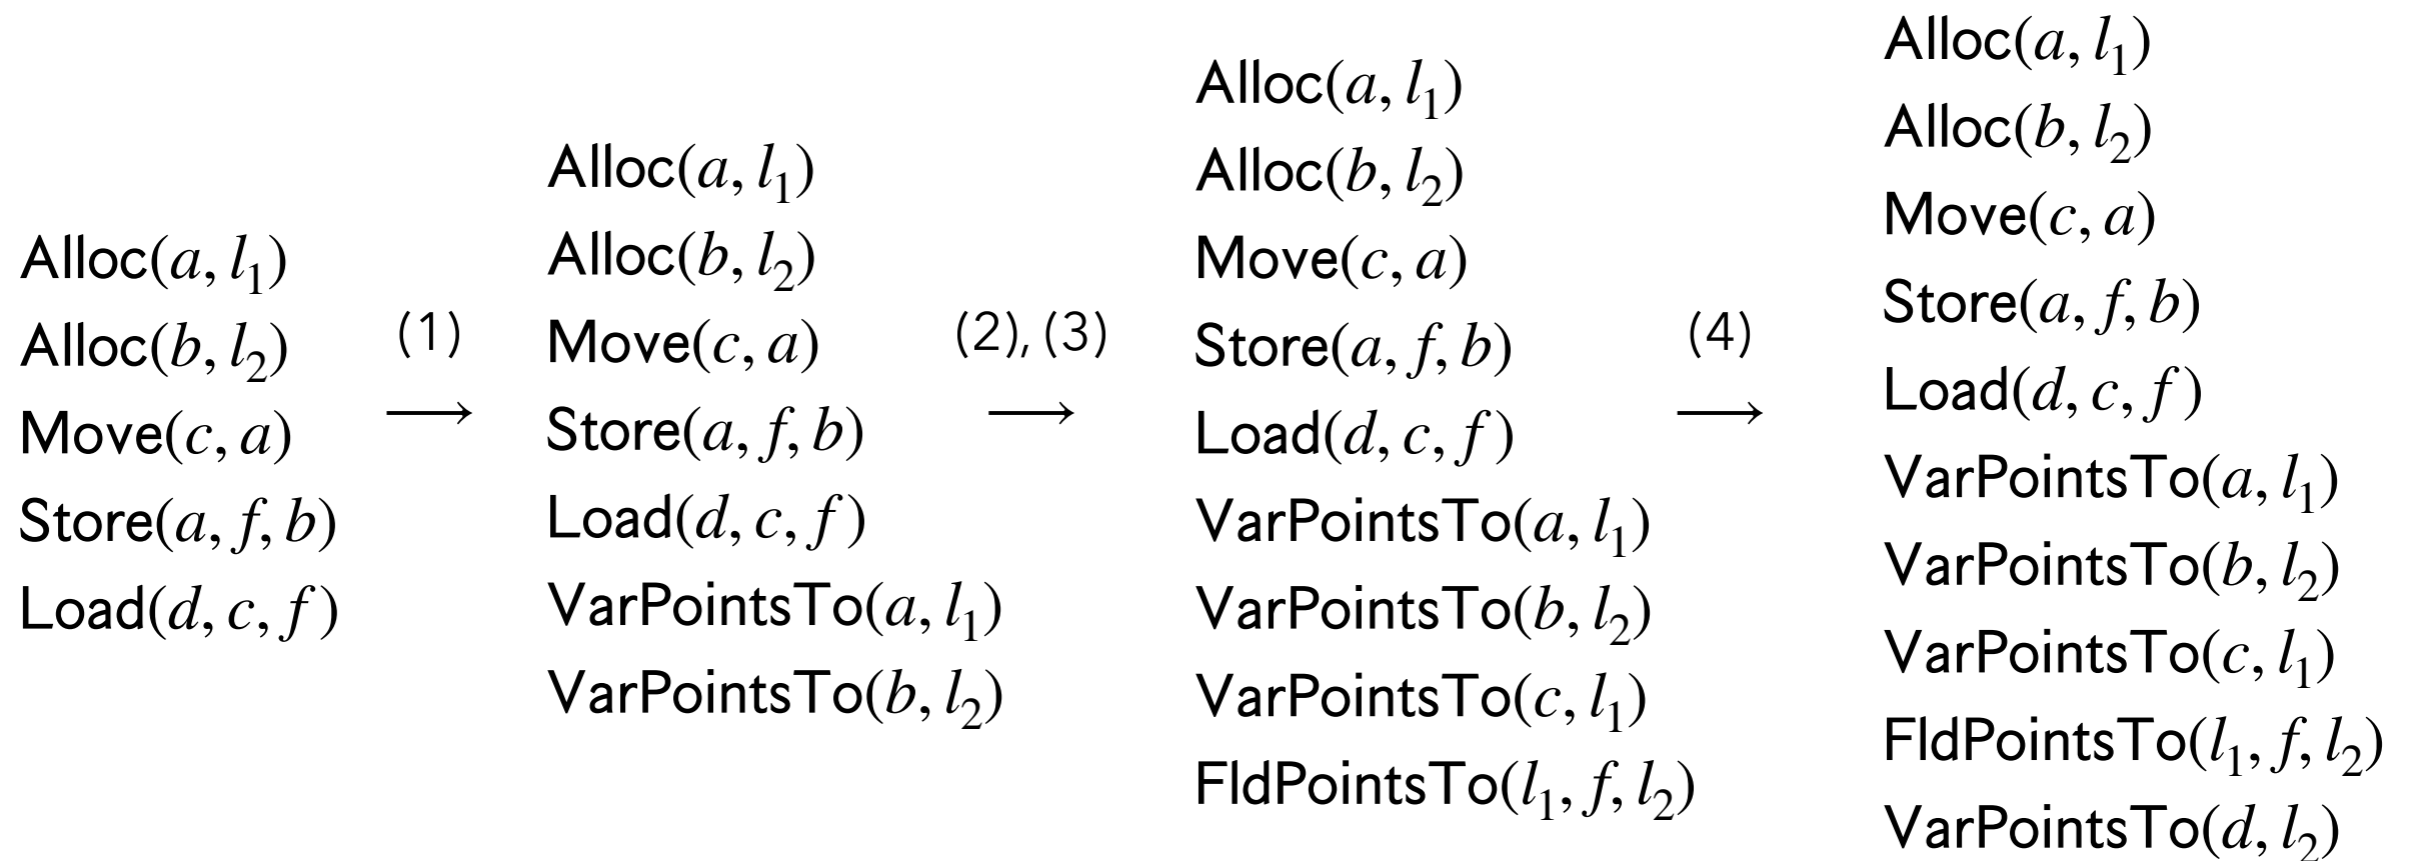 Alloc(a, l₁)
Alloc(b, l₂)
Move(c, a)
Store(a, f, b)
Load(d, c, f)
(1)
⟶
Alloc(a, l₁)
Alloc(b, l₂)
Move(c, a)
Store(a, f, b)
Load(d, c, f)
VarPointsTo(a, l₁)
VarPointsTo(b, l₂)
(2), (3)
⟶
Alloc(a, l₁)
Alloc(b, l₂)
Move(c, a)
Store(a, f, b)
Load(d, c, f)
VarPointsTo(a, l₁)
VarPointsTo(b, l₂)
VarPointsTo(c, l₁)
FldPointsTo(l₁, f, l₂)
(4)
⟶
Alloc(a, l₁)
Alloc(b, l₂)
Move(c, a)
Store(a, f, b)
Load(d, c, f)
VarPointsTo(a, l₁)
VarPointsTo(b, l₂)
VarPointsTo(c, l₁)
FldPointsTo(l₁, f, l₂)
VarPointsTo(d, l₂)